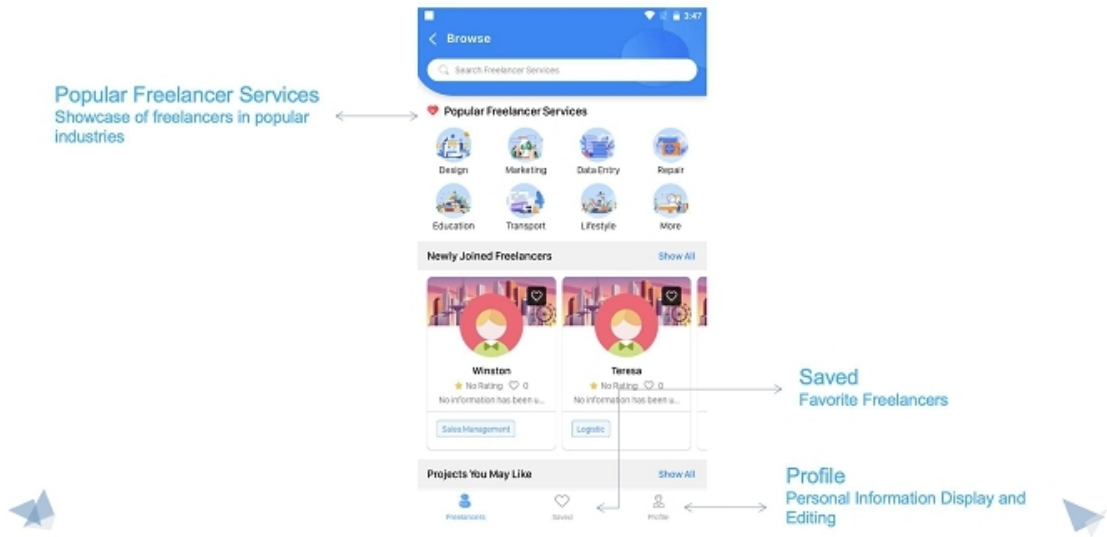 3:47
Browse
Search Freelancer Services
Popular Freelancer Services
Showcase of freelancers in popular
industries
Popular Freelancer Services
Design Marketing Data Entry Repair
Education Transport Lifestyle More
Newly Joined Freelancers Show All
Winston Teresa
No Rating 0 No Rating 0
No information has been u... No information has been u...
Sales Management Logistic
Saved
Favorite Freelancers
Projects You May Like Show All
Profile
Personal Information Display and
Editing
Freelancers Saved Profile